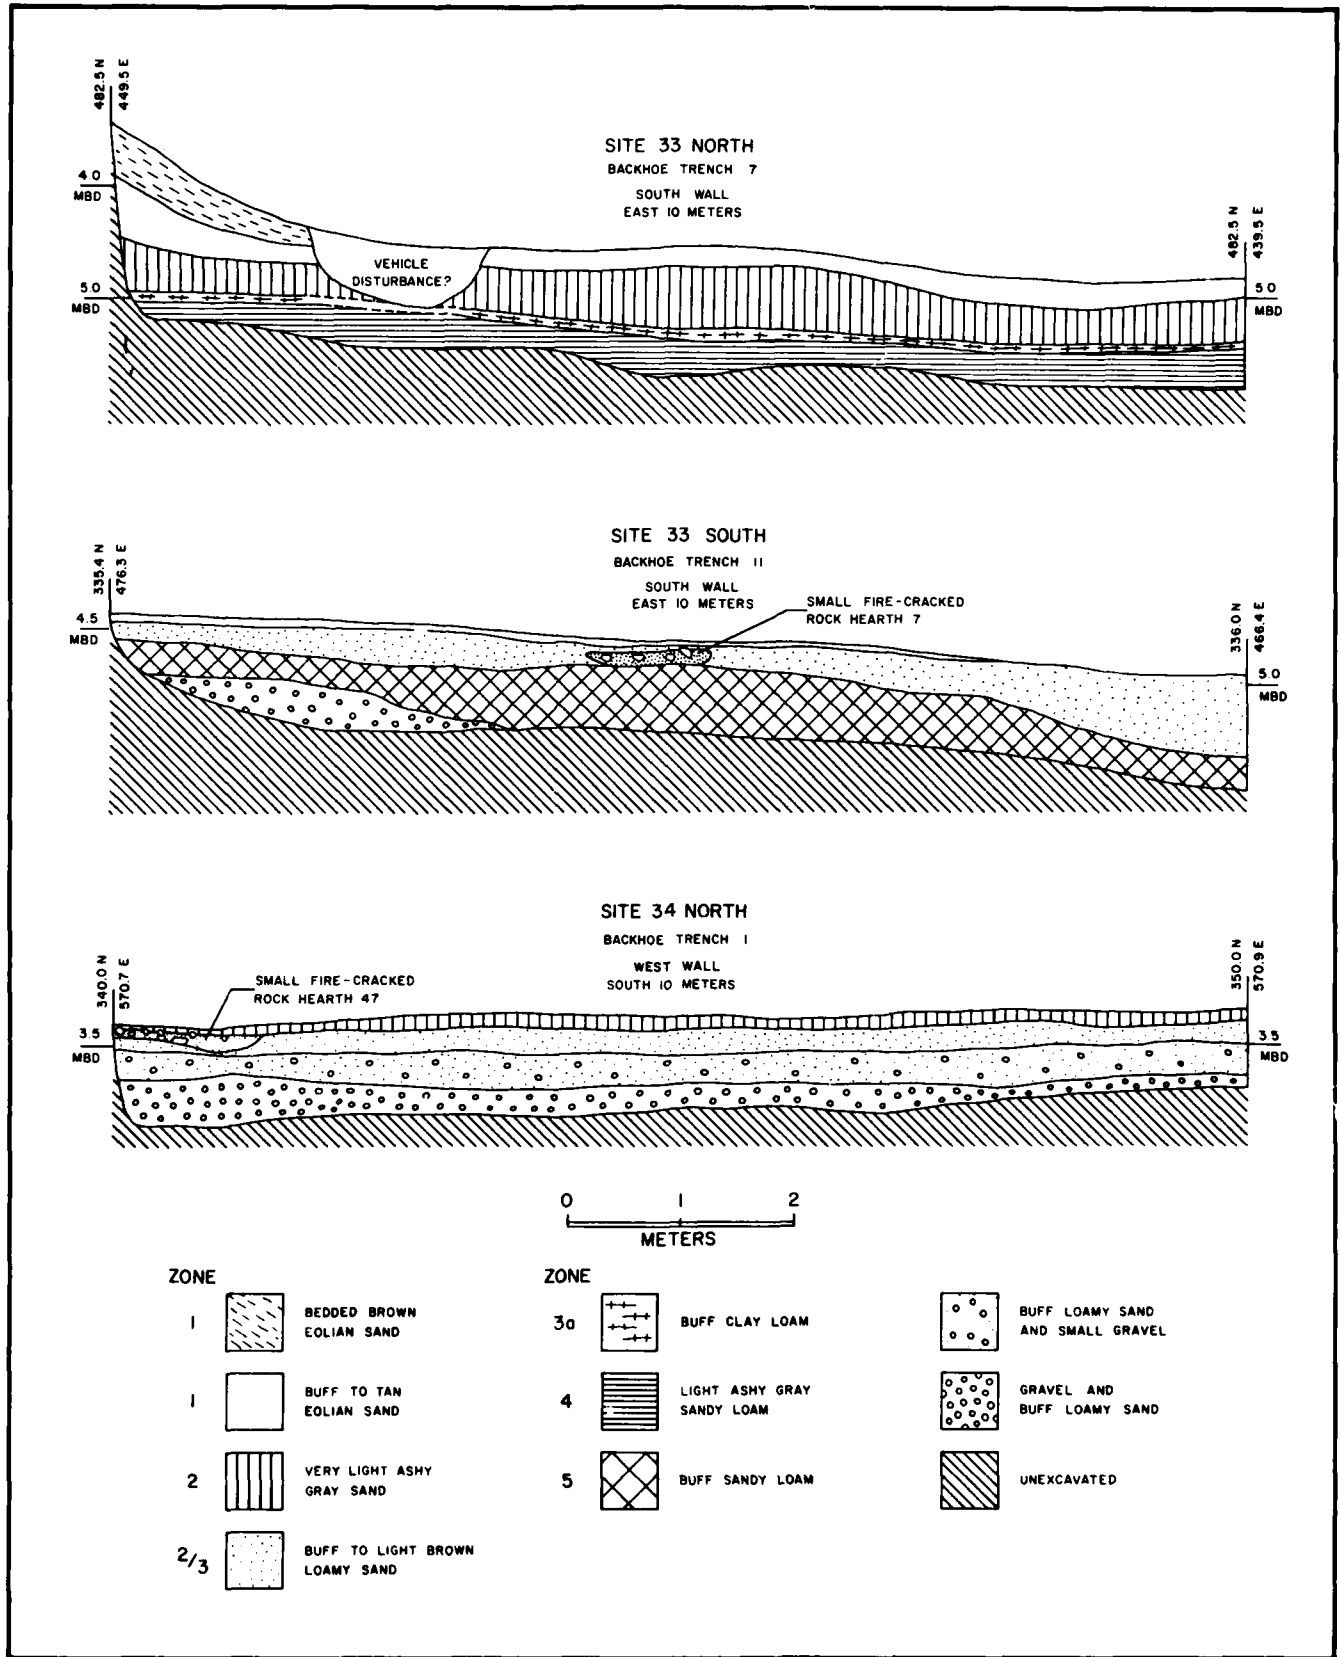 482.5 N
449.5 E
SITE 33 NORTH
BACKHOE TRENCH 7
SOUTH WALL
EAST 10 METERS
4.0
MBD
482.5 N
439.5 E
VEHICLE
DISTURBANCE?
5.0
MBD
5.0
MBD
335.4 N
476.3 E
SITE 33 SOUTH
BACKHOE TRENCH 11
SOUTH WALL
EAST 10 METERS
SMALL FIRE-CRACKED
ROCK HEARTH 7
4.5
MBD
336.0 N
466.4 E
5.0
MBD
SITE 34 NORTH
BACKHOE TRENCH 1
WEST WALL
SOUTH 10 METERS
340.0 N
570.7 E
SMALL FIRE-CRACKED
ROCK HEARTH 47
350.0 N
570.9 E
3.5
MBD
3.5
MBD
0 1 2
METERS
ZONE
1 BEDDED BROWN
EOLIAN SAND
1 BUFF TO TAN
EOLIAN SAND
2 VERY LIGHT ASHY
GRAY SAND
2/3 BUFF TO LIGHT BROWN
LOAMY SAND
ZONE
3a BUFF CLAY LOAM
4 LIGHT ASHY GRAY
SANDY LOAM
5 BUFF SANDY LOAM
BUFF LOAMY SAND
AND SMALL GRAVEL
GRAVEL AND
BUFF LOAMY SAND
UNEXCAVATED